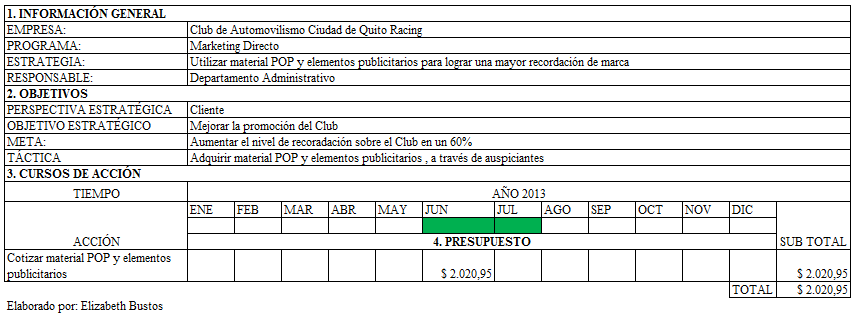 1. INFORMACIÓN GENERAL
EMPRESA: Club de Automovilismo Ciudad de Quito Racing
PROGRAMA: Marketing Directo
ESTRATEGIA: Utilizar material POP y elementos publicitarios para lograr una mayor recordación de marca
RESPONSABLE: Departamento Administrativo
2. OBJETIVOS
PERSPECTIVA ESTRATÉGICA Cliente
OBJETIVO ESTRATÉGICO Mejorar la promoción del Club
META: Aumentar el nivel de recoradación sobre el Club en un 60%
TÁCTICA Adquirir material POP y elementos publicitarios , a través de auspiciantes
3. CURSOS DE ACCIÓN
TIEMPO AÑO 2013
ENE FEB MAR ABR MAY JUN JUL AGO SEP OCT NOV DIC
ACCIÓN 4. PRESUPUESTO SUB TOTAL
Cotizar material POP y elementos
publicitarios $ 2.020,95 $ 2.020,95
TOTAL $ 2.020,95
Elaborado por: Elizabeth Bustos